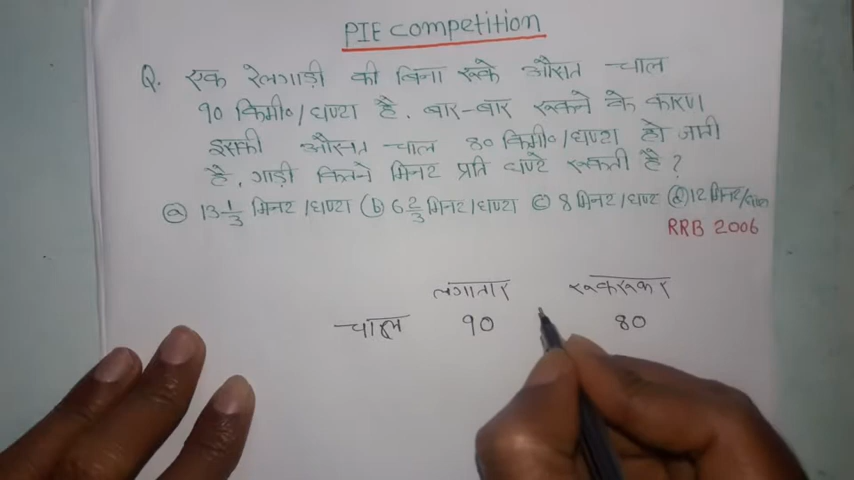 PIE competition
Q. एक रेलगाड़ी की बिना रूके औसत चाल
90 किमी०/घण्टा है. बार-बार रूकने के कारण
इसकी औसत चाल 80 किमी०/घण्टा हो जाती
है. गाड़ी कितने मिनट प्रति घण्टे रूकती है ?
(a) 13 1/3 मिनट/घण्टा (b) 6 2/3 मिनट/घण्टा (c) 8 मिनट/घण्टा (d) 12 मिनट/घण्टा
RRB 2006
लगातार रूकरूकर
चाल 90 80